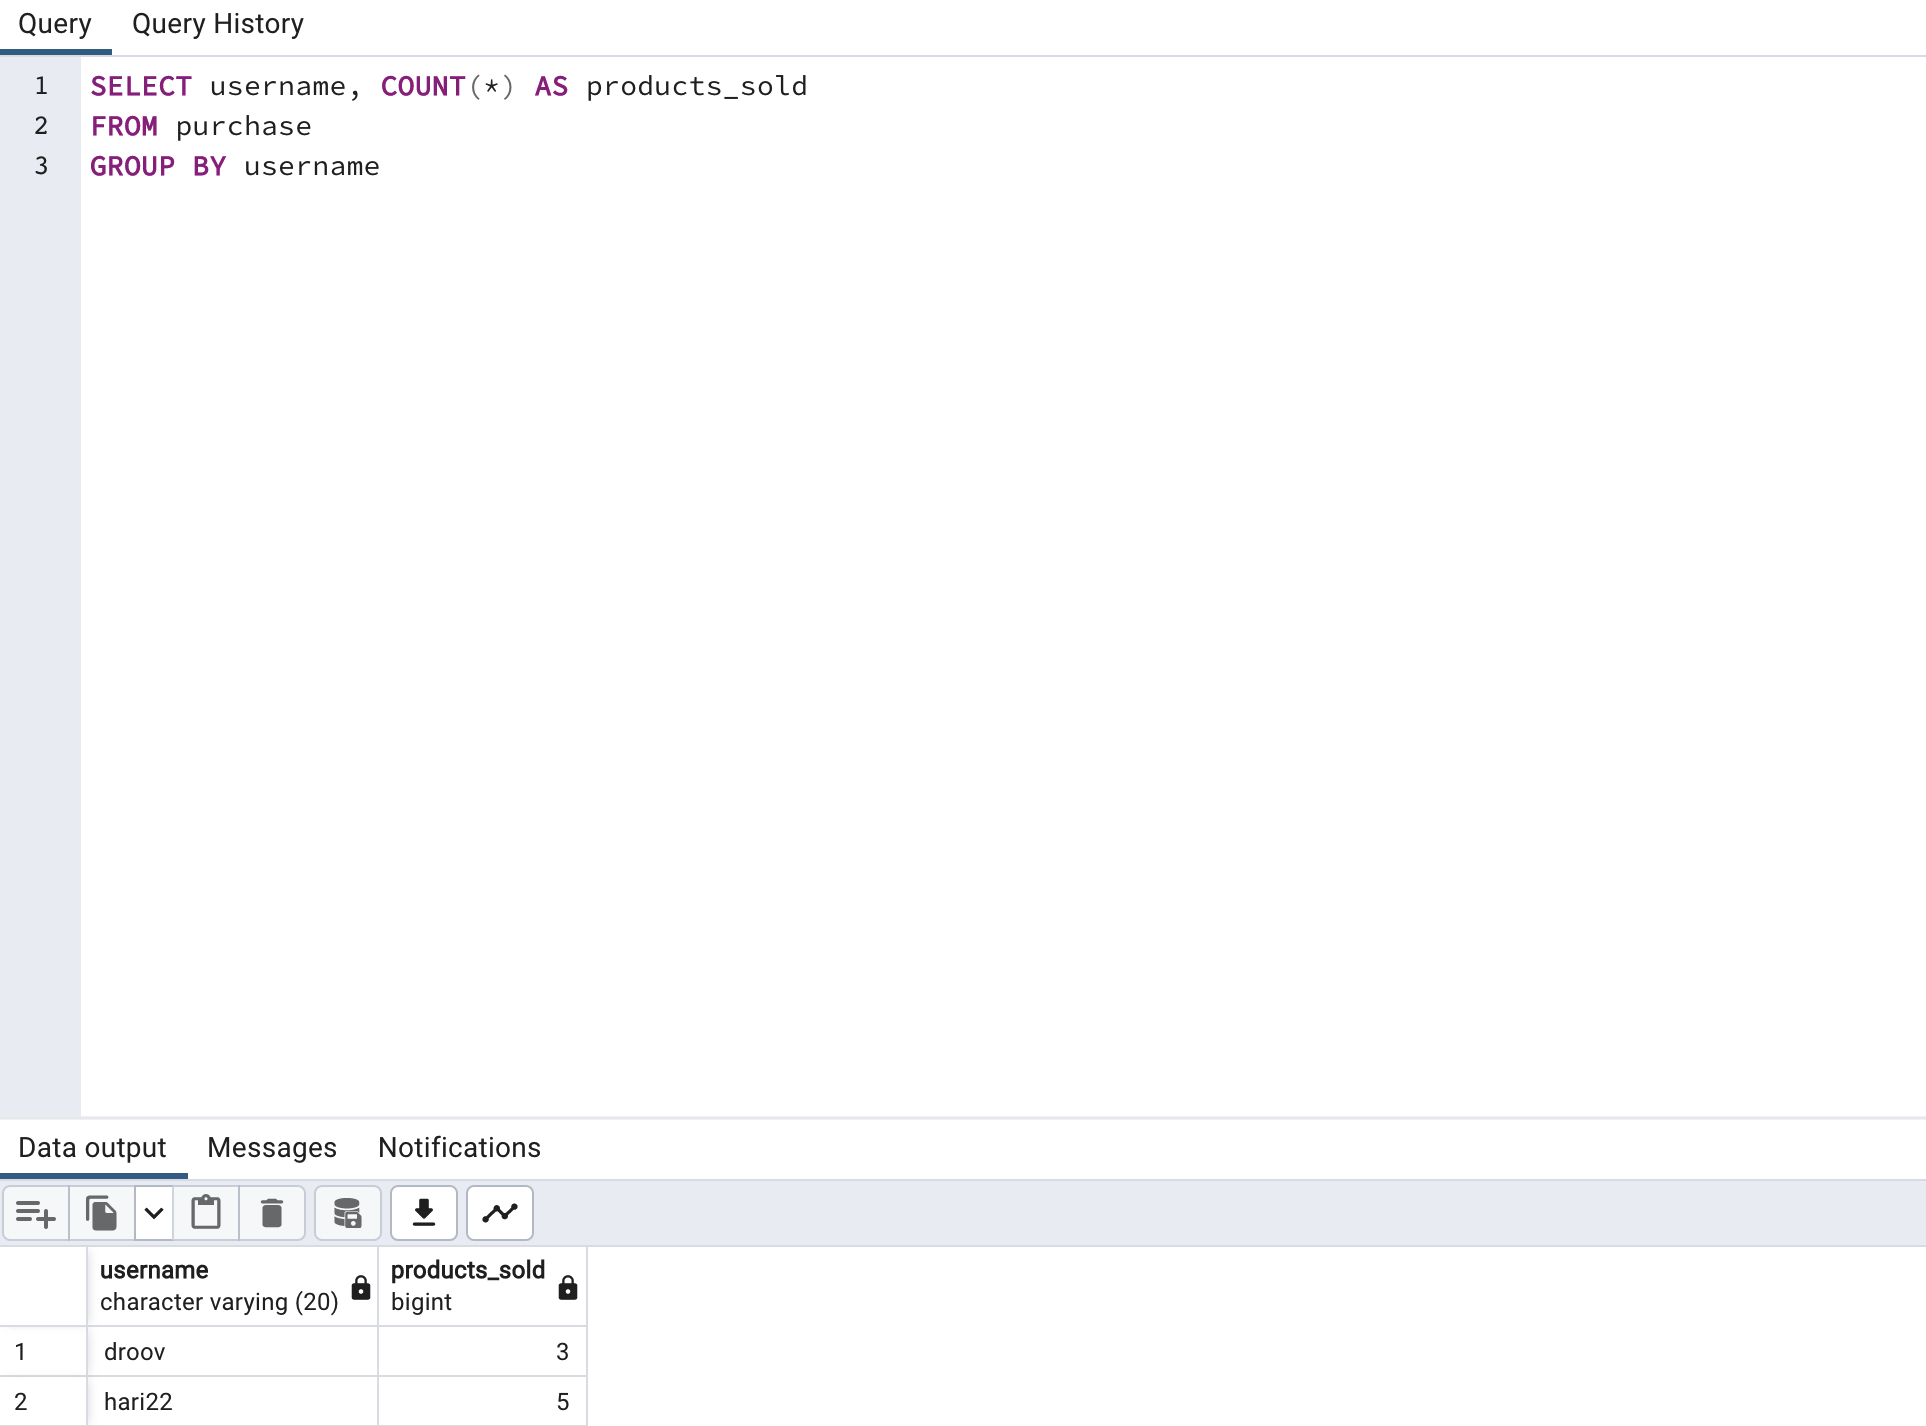 Query Query History
1 SELECT username, COUNT(*) AS products_sold
2 FROM purchase
3 GROUP BY username
Data output Messages Notifications
username products_sold
character varying (20) bigint
1 droov 3
2 hari22 5